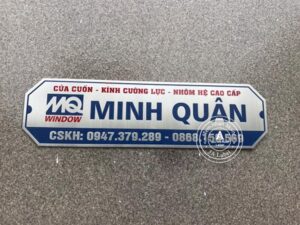 CỬA CUỐN - KÍNH CƯỜNG LỰC - NHÔM HỆ CAO CẤP
MQ
WINDOW
MINH QUÂN
CSKH: 0947.379.289 -